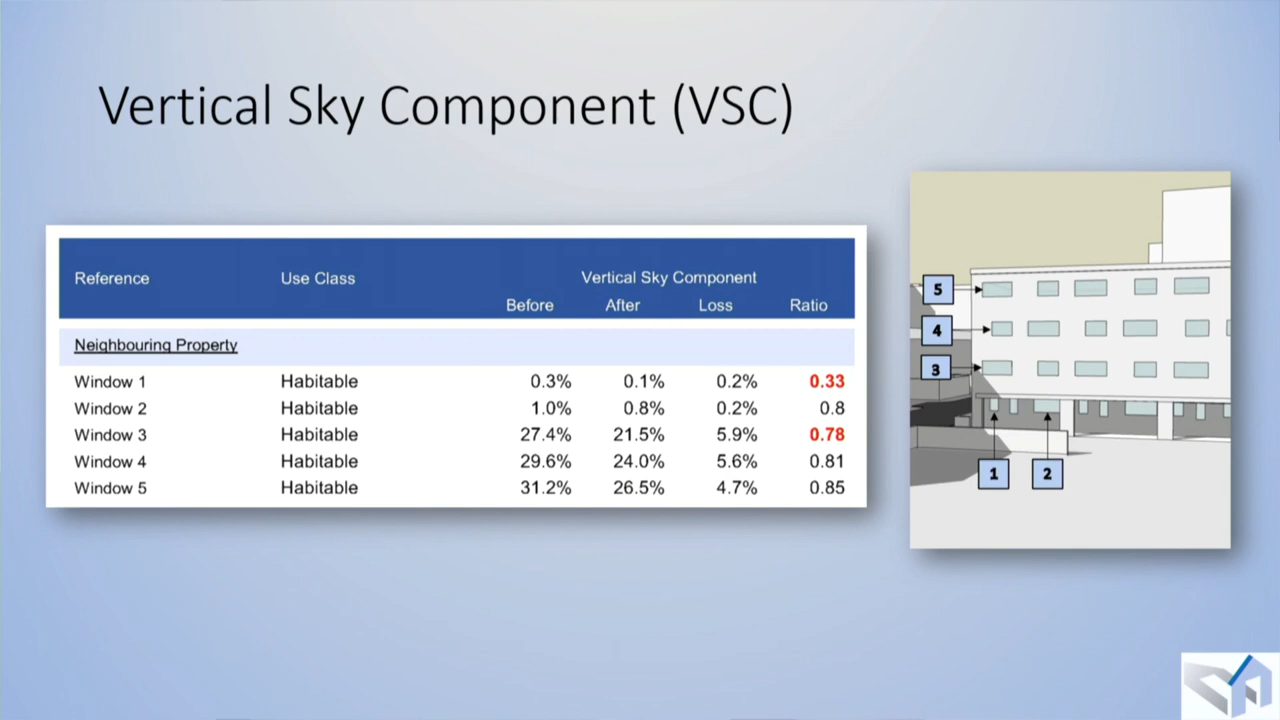 Vertical Sky Component (VSC)
Reference Use Class Vertical Sky Component
Before After Loss Ratio
Neighbouring Property
Window 1 Habitable 0.3% 0.1% 0.2% 0.33
Window 2 Habitable 1.0% 0.8% 0.2% 0.8
Window 3 Habitable 27.4% 21.5% 5.9% 0.78
Window 4 Habitable 29.6% 24.0% 5.6% 0.81
Window 5 Habitable 31.2% 26.5% 4.7% 0.85
5
4
3
1 2